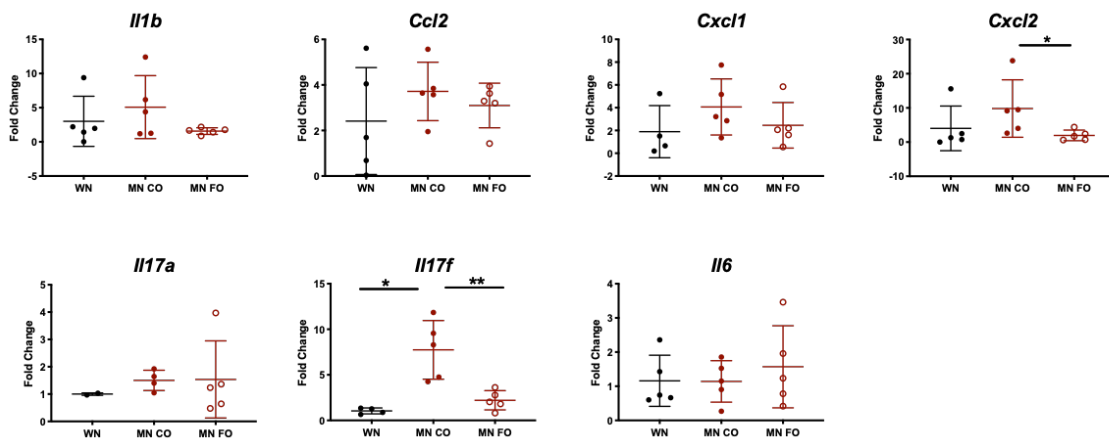 Il1b
Fold Change
15
10
5
0
-5
WN
MN CO
MN FO
Ccl2
Fold Change
6
4
2
0
WN
MN CO
MN FO
Cxcl1
Fold Change
10
8
6
4
2
0
-2
WN
MN CO
MN FO
Cxcl2
*
Fold Change
30
20
10
0
-10
WN
MN CO
MN FO
Il17a
Fold Change
5
4
3
2
1
0
WN
MN CO
MN FO
Il17f
*
**
Fold Change
15
10
5
0
WN
MN CO
MN FO
Il6
Fold Change
4
3
2
1
0
WN
MN CO
MN FO